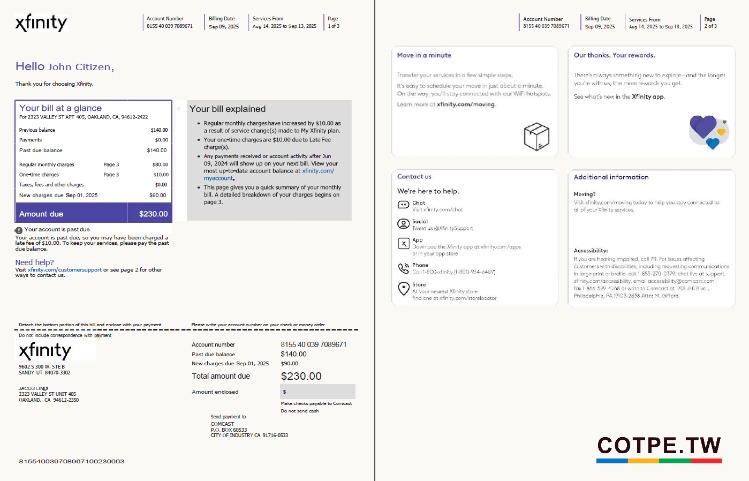 xfinity
Account Number
8155 40 039 7089671
Billing Date
Sep 09, 2025
Services From
Aug 14, 2025 to Sep 13, 2025
Page
1 of 3
Hello John Citizen,
Thank you for choosing Xfinity.
Your bill at a glance
For 2323 VALLEY ST APT 405, OAKLAND, CA, 94612-2422
Previous balance $140.00
Payments $0.00
Past due balance $140.00
Regular monthly charges Page 3 $80.00
One-time charges Page 3 $10.00
Taxes, fees and other charges $0.00
New charges due Sep 01, 2025 $90.00
Amount due $230.00
Your account is past due
Your account is past due, so you may have been charged a
late fee of $10.00. To keep your services, please pay the past
due balance.
Need help?
Visit xfinity.com/customersupport or see page 2 for other
ways to contact us.
Your bill explained
• Regular monthly charges have increased by $10.00 as
a result of service change(s) made to My Xfinity plan.
• Your one-time charges are $10.00 due to Late Fee
charge(s).
• Any payments received or account activity after Jun
09, 2024 will show up on your next bill. View your
most up-to-date account balance at xfinity.com/
myaccount.
• This page gives you a quick summary of your monthly
bill. A detailed breakdown of your charges begins on
page 3.
Detach the bottom portion of this bill and enclose with your payment
Please write your account number on your check or money order
Do not include correspondence with payment
xfinity
9602 S 300 W, STE B
SANDY UT 84070-3302
2323 VALLEY ST UNIT 405
OAKLAND, CA 94612-2350
Account number 8155 40 039 7089671
Past due balance $140.00
New charges due Sep 01, 2025 $90.00
Total amount due $230.00
Amount enclosed $
Make checks payable to Comcast
Do not send cash
Send payment to
COMCAST
P.O. BOX 60533
CITY OF INDUSTRY CA 91716-0533
Account Number
8155 40 039 7089671
Billing Date
Sep 09, 2025
Services From
Aug 14, 2025 to Sep 13, 2025
Page
2 of 3
Move in a minute
Transfer your services in a few simple steps.
It's easy to schedule your move in just about a minute.
On the way, you'll stay connected with our WiFi hotspots.
Learn more at xfinity.com/moving.
Our thanks. Your rewards.
There's always something new to explore—and the longer
you're with us, the more rewards you get.
See what's new in the Xfinity app.
Contact us
We're here to help.
Chat
Visit xfinity.com/chat
Social
Tweet us @XfinitySupport
App
Download the Xfinity app at xfinity.com/apps
or in your app store
Phone
Call 1-800-xfinity (1-800-934-6489)
Store
At your nearest Xfinity store
Find one at xfinity.com/storelocator
Additional information
Moving?
Visit xfinity.com/moving today to help you stay connected
to all of your Xfinity services.
Accessibility:
If you are hearing impaired, call 711. For issues affecting
customers with disabilities, including requesting communications
in large print or braille, call 1-855-270-0379, chat live at support.
xfinity.com/accessibility, email accessibility@comcast.com
COTPE.TW